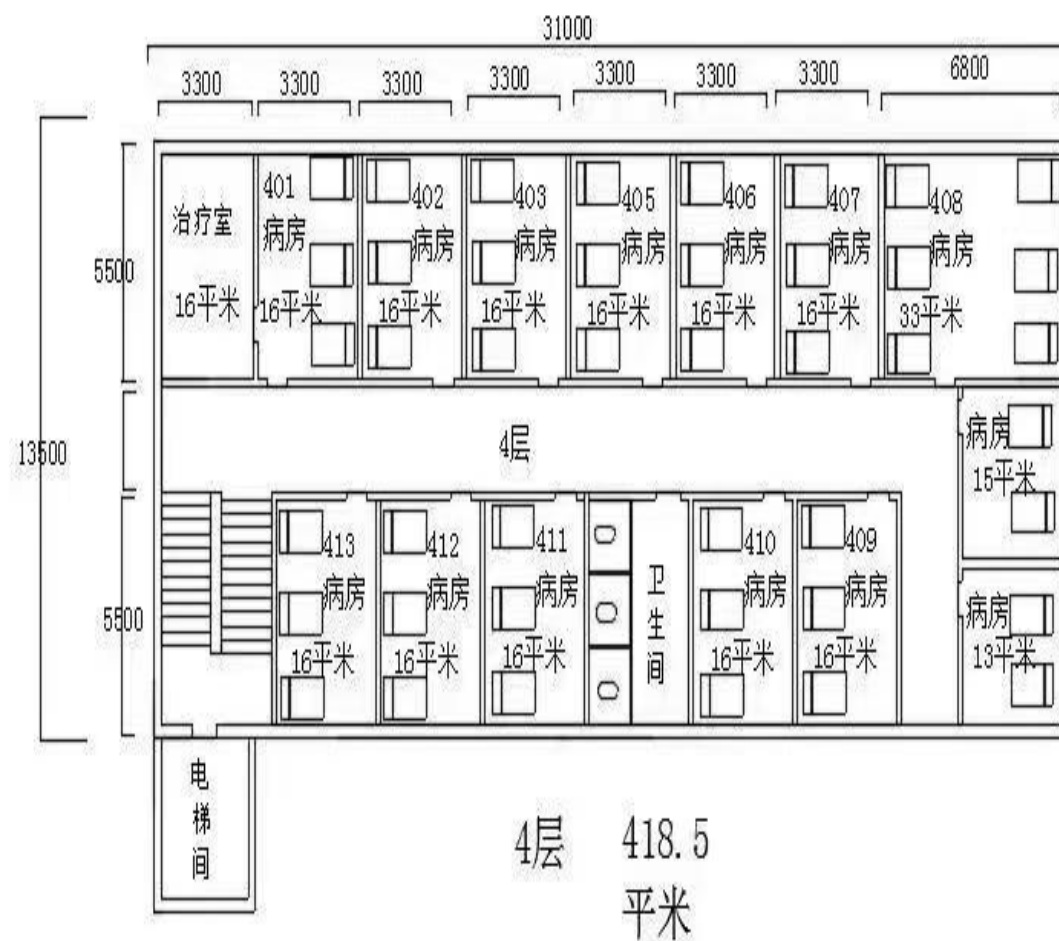 31000
3300
3300
3300
3300
3300
3300
3300
6800
13500
5500
5500
治疗室
16平米
401
病房
16平米
402
病房
16平米
403
病房
16平米
405
病房
16平米
406
病房
16平米
407
病房
16平米
408
病房
33平米
4层
病房
15平米
413
病房
16平米
412
病房
16平米
411
病房
16平米
卫生间
410
病房
16平米
409
病房
16平米
病房
13平米
电梯间
4层 418.5
平米